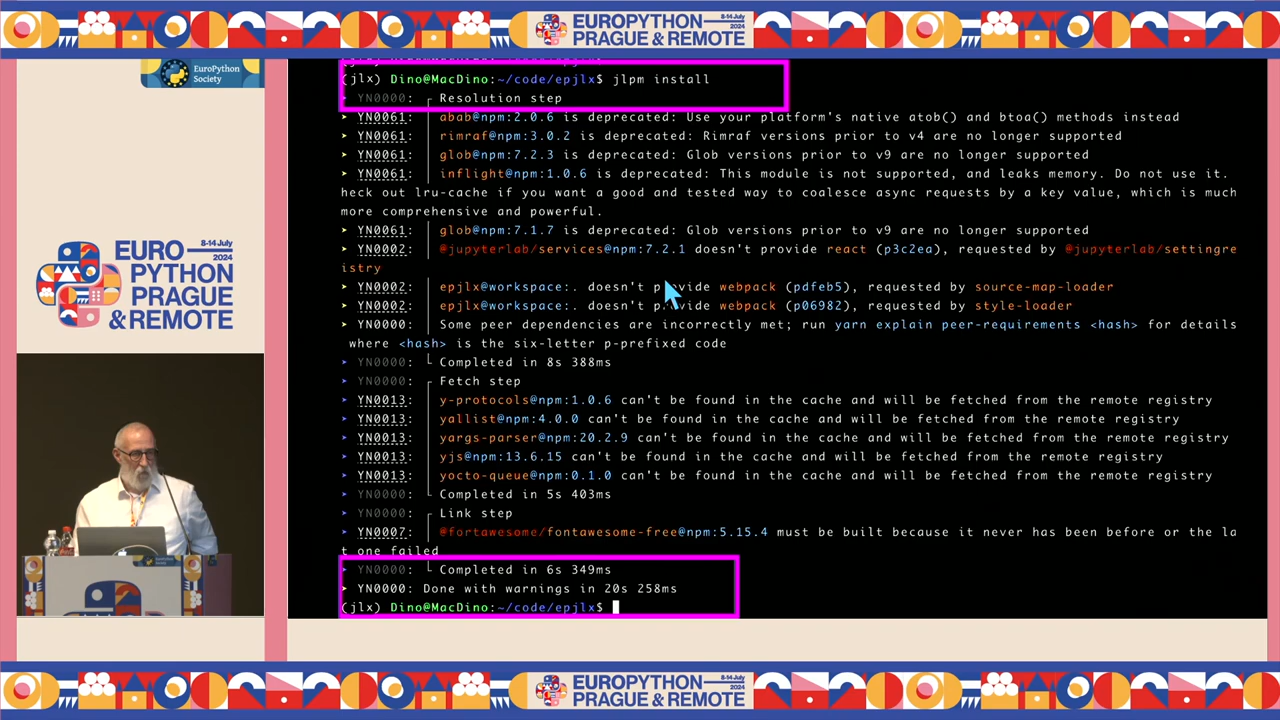 EUROPYTHON
PRAGUE & REMOTE
8-14 July
2024
EuroPython
Society
EURO
PYTHON
PRAGUE
& REMOTE
8-14 July
2024
(jlx) Dino@MacDino:~/code/epjlx$ jlpm install
➤ YN0000: ┌ Resolution step
➤ YN0061: │ abab@npm:2.0.6 is deprecated: Use your platform's native atob() and btoa() methods instead
➤ YN0061: │ rimraf@npm:3.0.2 is deprecated: Rimraf versions prior to v4 are no longer supported
➤ YN0061: │ glob@npm:7.2.3 is deprecated: Glob versions prior to v9 are no longer supported
➤ YN0061: │ inflight@npm:1.0.6 is deprecated: This module is not supported, and leaks memory. Do not use it.
heck out lru-cache if you want a good and tested way to coalesce async requests by a key value, which is much
more comprehensive and powerful.
➤ YN0061: │ glob@npm:7.1.7 is deprecated: Glob versions prior to v9 are no longer supported
➤ YN0002: │ @jupyterlab/services@npm:7.2.1 doesn't provide react (p3c2ea), requested by @jupyterlab/settingre
istry
➤ YN0002: │ epjlx@workspace:. doesn't provide webpack (pdfeb5), requested by source-map-loader
➤ YN0002: │ epjlx@workspace:. doesn't provide webpack (p06982), requested by style-loader
➤ YN0000: │ Some peer dependencies are incorrectly met; run yarn explain peer-requirements <hash> for details
where <hash> is the six-letter p-prefixed code
➤ YN0000: └ Completed in 8s 388ms
➤ YN0000: ┌ Fetch step
➤ YN0013: │ y-protocols@npm:1.0.6 can't be found in the cache and will be fetched from the remote registry
➤ YN0013: │ yallist@npm:4.0.0 can't be found in the cache and will be fetched from the remote registry
➤ YN0013: │ yargs-parser@npm:20.2.9 can't be found in the cache and will be fetched from the remote registry
➤ YN0013: │ yjs@npm:13.6.15 can't be found in the cache and will be fetched from the remote registry
➤ YN0013: │ yocto-queue@npm:0.1.0 can't be found in the cache and will be fetched from the remote registry
➤ YN0000: └ Completed in 5s 403ms
➤ YN0000: ┌ Link step
➤ YN0007: │ @fortawesome/fontawesome-free@npm:5.15.4 must be built because it never has been before or the la
t one failed
➤ YN0000: └ Completed in 6s 349ms
➤ YN0000: Done with warnings in 20s 258ms
(jlx) Dino@MacDino:~/code/epjlx$
EUROPYTHON
PRAGUE & REMOTE
8-14 July
2024